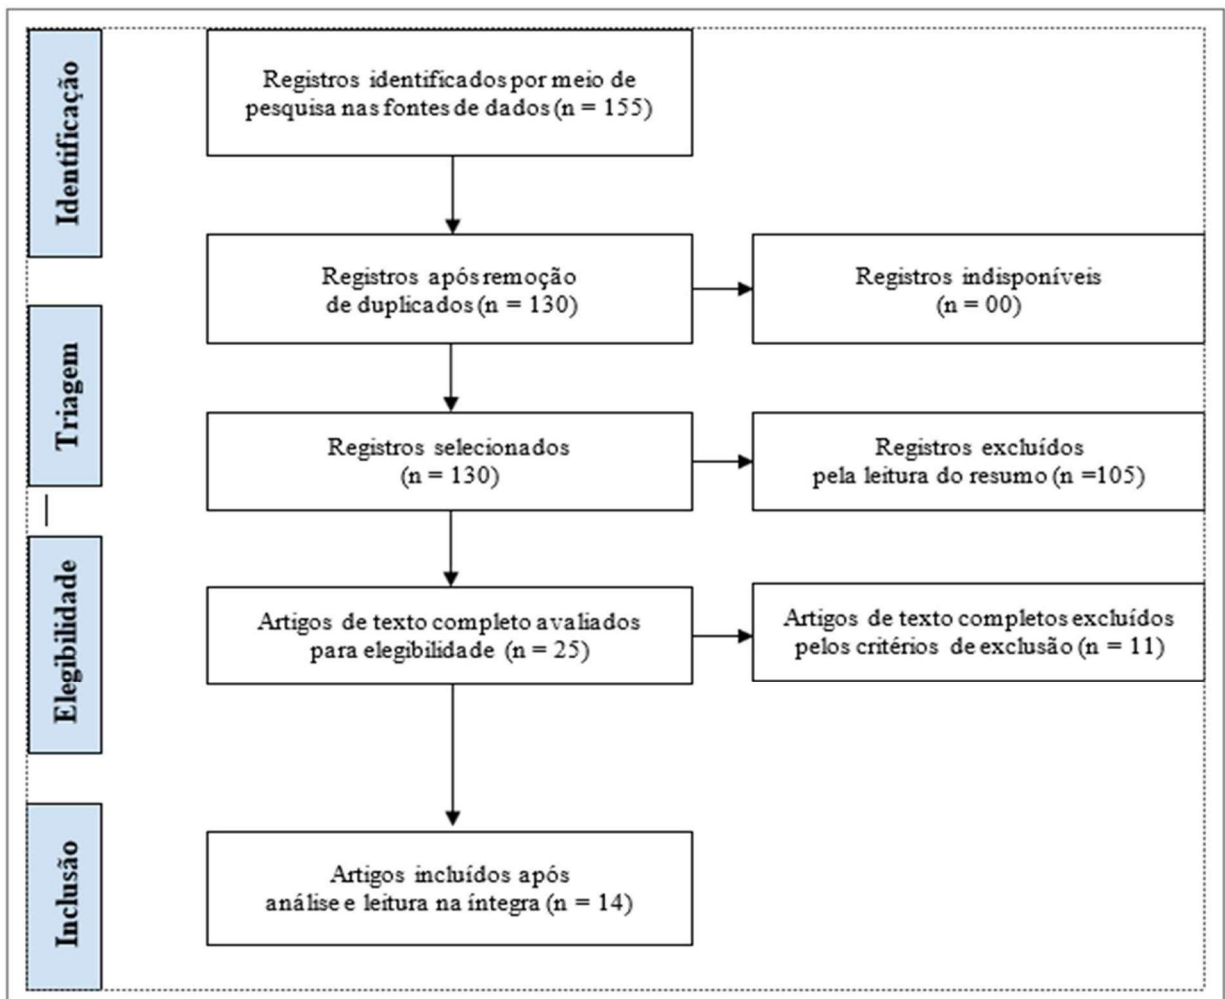 Identificação
Registros identificados por meio de
pesquisa nas fontes de dados (n = 155)
Registros após remoção
de duplicados (n = 130)
Registros indisponíveis
(n = 00)
Triagem
Registros selecionados
(n = 130)
Registros excluídos
pela leitura do resumo (n =105)
Elegibilidade
Artigos de texto completo avaliados
para elegibilidade (n = 25)
Artigos de texto completos excluídos
pelos critérios de exclusão (n = 11)
Inclusão
Artigos incluídos após
análise e leitura na íntegra (n = 14)